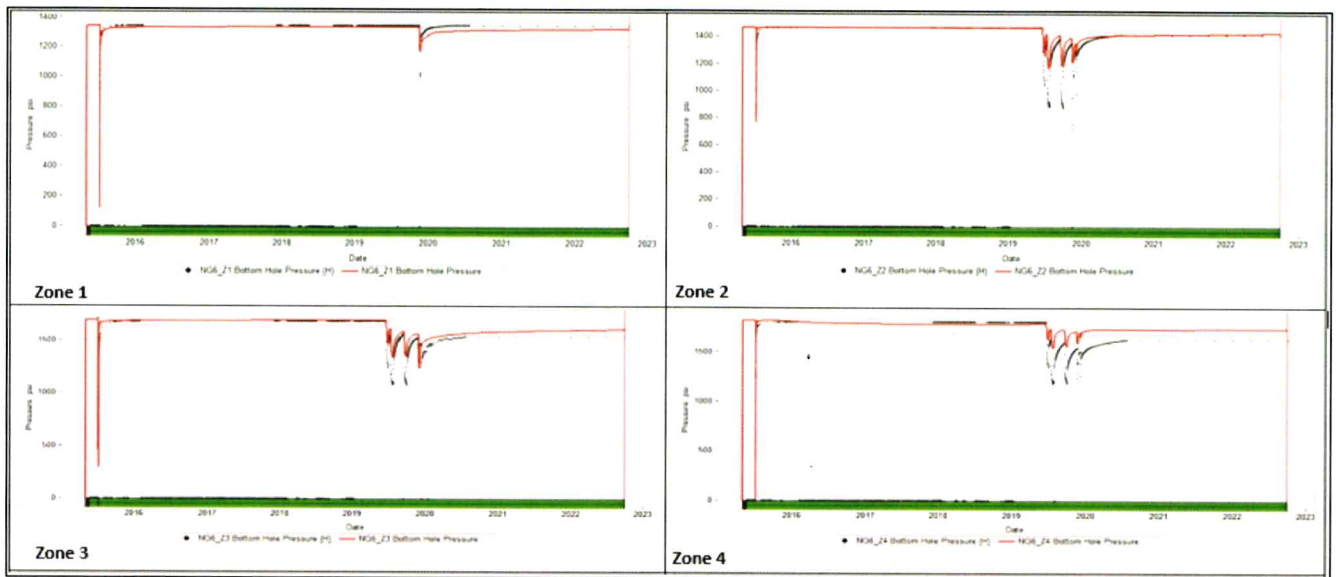 1400
1200
1000
800
600
400
200
0
Pressure psi
2016 2017 2018 2019 2020 2021 2022 2023
Date
NG6_Z1 Bottom Hole Pressure (H) NG6_Z1 Bottom Hole Pressure
Zone 1
1400
1200
1000
800
600
400
200
0
Pressure psi
2016 2017 2018 2019 2020 2021 2022 2023
Date
NG6_Z2 Bottom Hole Pressure (H) NG6_Z2 Bottom Hole Pressure
Zone 2
1500
1000
500
0
Pressure psi
2016 2017 2018 2019 2020 2021 2022 2023
Date
NG6_Z3 Bottom Hole Pressure (H) NG6_Z3 Bottom Hole Pressure
Zone 3
1500
1000
500
0
Pressure psi
2016 2017 2018 2019 2020 2021 2022 2023
Date
NG6_Z4 Bottom Hole Pressure (H) NG6_Z4 Bottom Hole Pressure
Zone 4